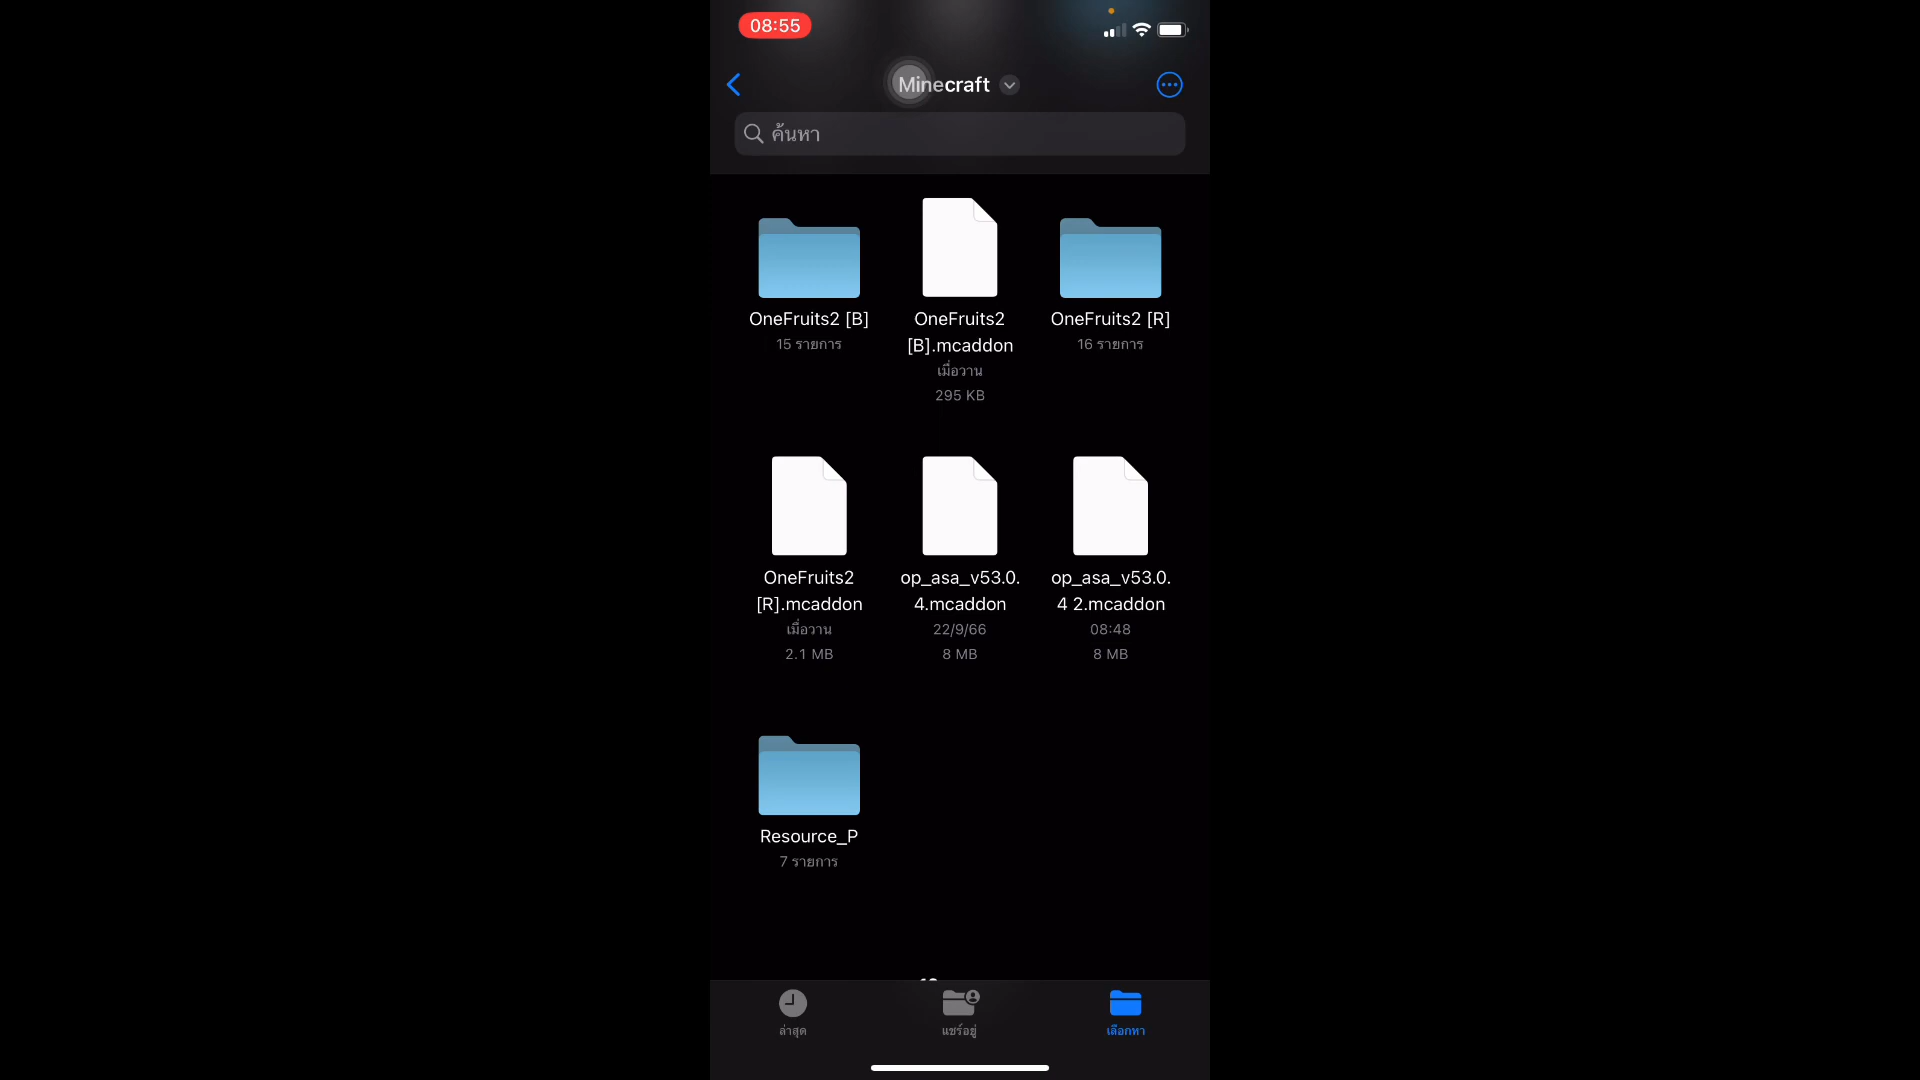 08:55
Minecraft
ค้นหา
OneFruits2 [B]
15 รายการ
OneFruits2
[B].mcaddon
เมื่อวาน
295 KB
OneFruits2 [R]
16 รายการ
OneFruits2
[R].mcaddon
เมื่อวาน
2.1 MB
op_asa_v53.0.
4.mcaddon
22/9/66
8 MB
op_asa_v53.0.
4 2.mcaddon
08:48
8 MB
Resource_P
7 รายการ
ล่าสุด
แชร์อยู่
เลือกหา